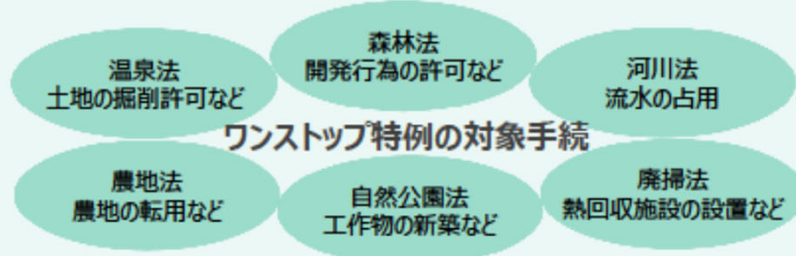 温泉法
土地の掘削許可など
森林法
開発行為の許可など
河川法
流水の占用
ワンストップ特例の対象手続
農地法
農地の転用など
自然公園法
工作物の新築など
廃掃法
熱回収施設の設置など